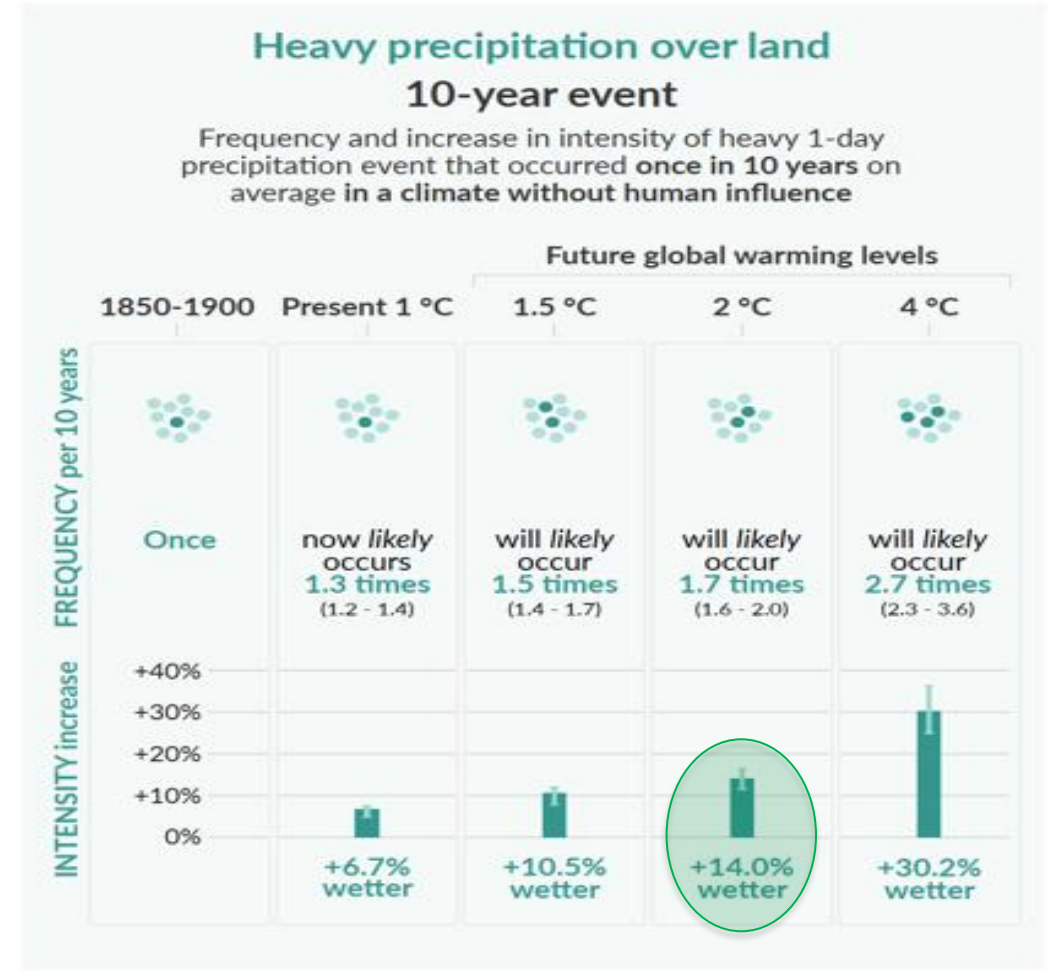 Heavy precipitation over land
10-year event
Frequency and increase in intensity of heavy 1-day
precipitation event that occurred once in 10 years on
average in a climate without human influence
Future global warming levels
1850-1900 Present 1 °C 1.5 °C 2 °C 4 °C
FREQUENCY per 10 years
Once
now likely
occurs
1.3 times
(1.2 - 1.4)
will likely
occur
1.5 times
(1.4 - 1.7)
will likely
occur
1.7 times
(1.6 - 2.0)
will likely
occur
2.7 times
(2.3 - 3.6)
INTENSITY increase
+40%
+30%
+20%
+10%
0%
+6.7%
wetter
+10.5%
wetter
+14.0%
wetter
+30.2%
wetter